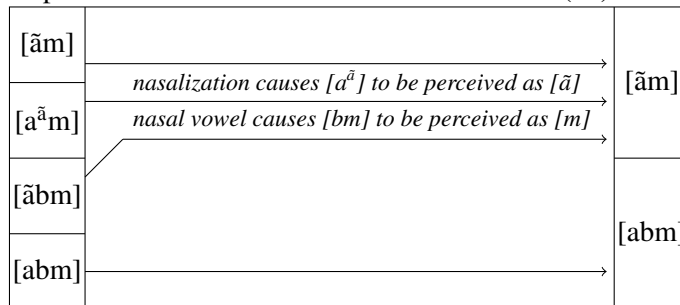 [ãm]
nasalization causes [aᵃ̃] to be perceived as [ã]
[ãm]
[aᵃ̃m]
nasal vowel causes [bm] to be perceived as [m]
[ãbm]
[abm]
[abm]